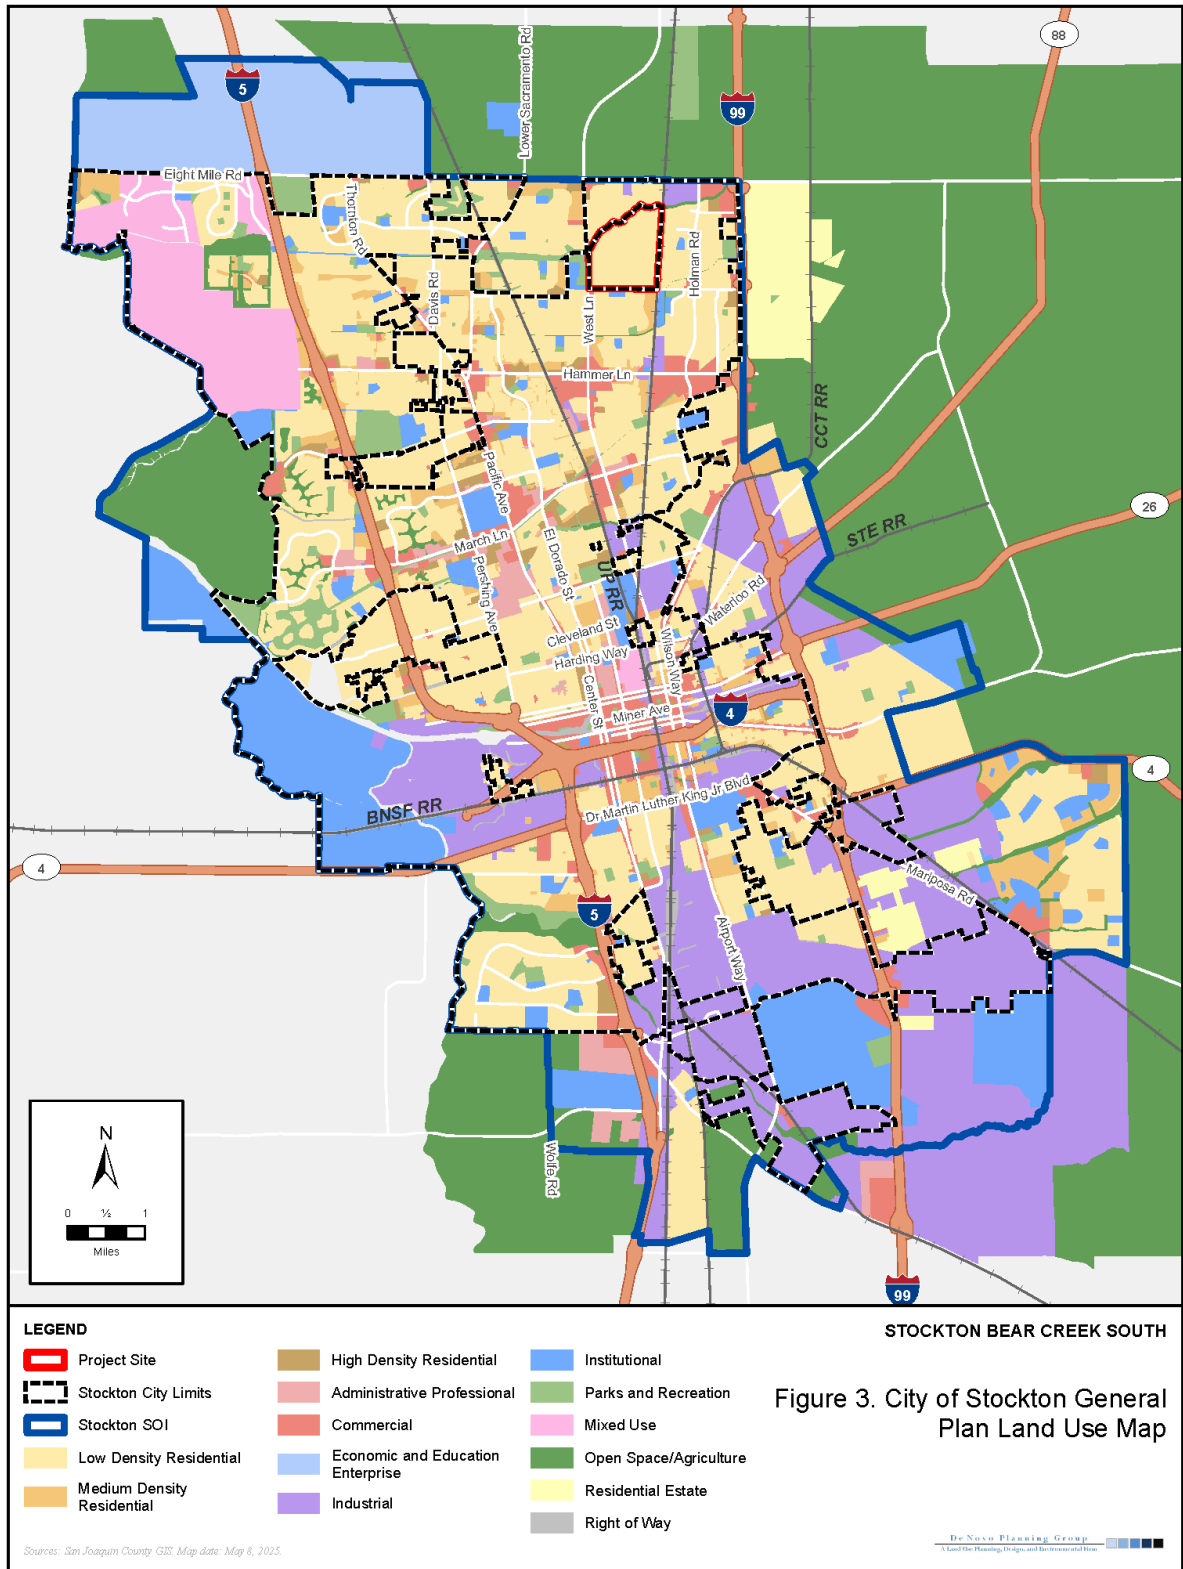 88
5
99
Lower Sacramento Rd
Eight Mile Rd
Thornton Rd
Davis Rd
West Ln
Holman Rd
Hammer Ln
CCT RR
Pacific Ave
26
STE RR
March Ln
El Dorado St
UP RR
Pershing Ave
Waterloo Rd
Cleveland St
Harding Way
Wilson Way
Center St
Miner Ave
4
4
BNSF RR
Dr Martin Luther King Jr Blvd
4
Mariposa Rd
5
Airport Way
Wolfe Rd
99
N
0 ½ 1
Miles
LEGEND
Project Site
Stockton City Limits
Stockton SOI
Low Density Residential
Medium Density
Residential
High Density Residential
Administrative Professional
Commercial
Economic and Education
Enterprise
Industrial
Institutional
Parks and Recreation
Mixed Use
Open Space/Agriculture
Residential Estate
Right of Way
STOCKTON BEAR CREEK SOUTH
Figure 3. City of Stockton General
Plan Land Use Map
Sources: San Joaquin County GIS. Map date: May 8, 2025.
De Novo Planning Group
A Land Use Planning, Design, and Environmental Firm